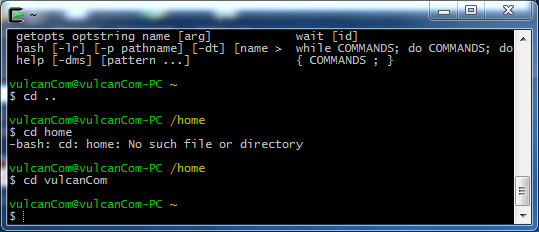 ~
getopts optstring name [arg]             wait [id]
hash [-lr] [-p pathname] [-dt] [name >  while COMMANDS; do COMMANDS; do
help [-dms] [pattern ...]                { COMMANDS ; }
vulcanCom@vulcanCom-PC ~
$ cd ..
vulcanCom@vulcanCom-PC /home
$ cd home
-bash: cd: home: No such file or directory
vulcanCom@vulcanCom-PC /home
$ cd vulcanCom
vulcanCom@vulcanCom-PC ~
$